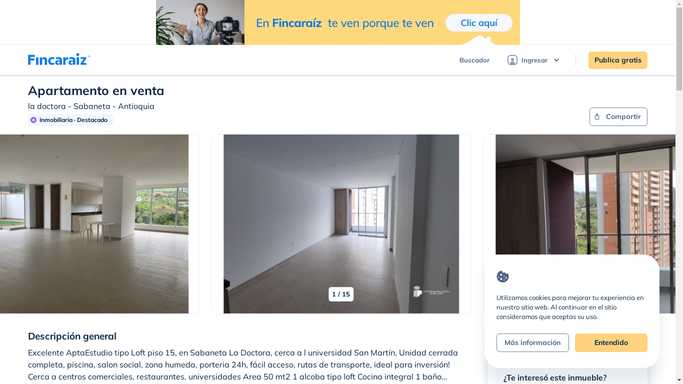 En Fincaraíz te ven porque te ven
Clic aquí
Fincaraiz
Buscador
Ingresar
Publica gratis
Apartamento en venta
la doctora - Sabaneta - Antioquia
Inmobiliaria · Destacado
Compartir
1 / 15
Utilizamos cookies para mejorar tu experiencia en
nuestro sitio web. Al continuar en el sitio
consideramos que aceptas su uso.
Más información
Entendido
Descripción general
Excelente AptaEstudio tipo Loft piso 15, en Sabaneta La Doctora, cerca a l universidad San Martín, Unidad cerrada
completa, piscina, salon social, zona humeda, porteria 24h, fácil acceso, rutas de transporte, ideal para inversión!
Cerca a centros comerciales, restaurantes, universidades Area 50 mt2 1 alcoba tipo loft Cocina integral 1 baño...
¿Te interesó este inmueble?